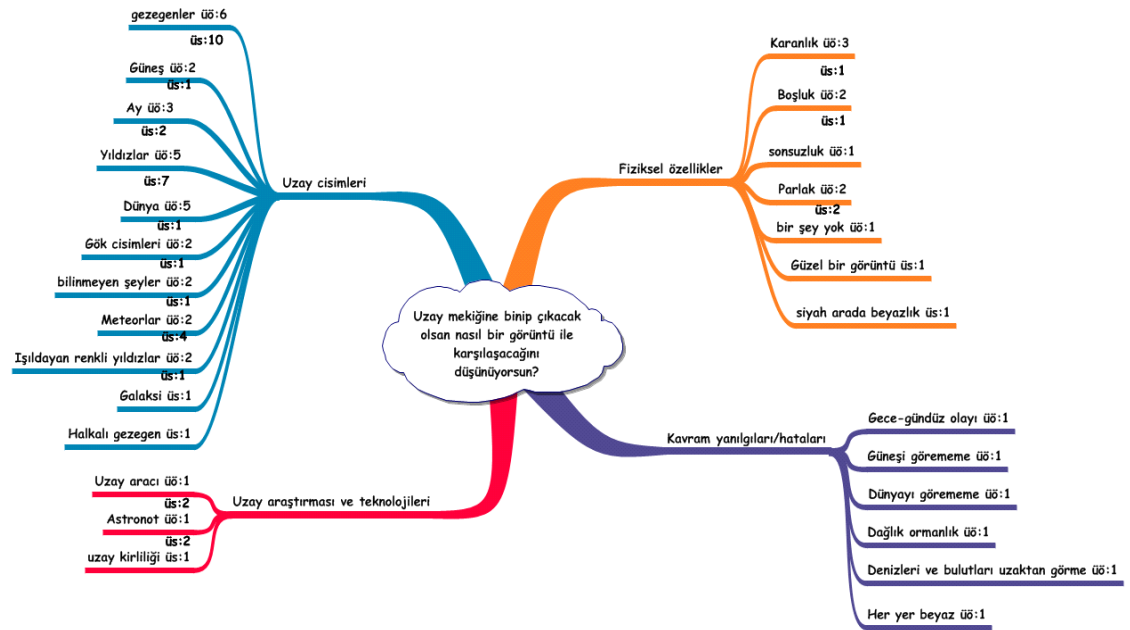 gezegenler üö:6
üs:10
Güneş üö:2
üs:1
Ay üö:3
üs:2
Yıldızlar üö:5
üs:7
Dünya üö:5
üs:1
Gök cisimleri üö:2
üs:1
bilinmeyen şeyler üö:2
üs:1
Meteorlar üö:2
üs:4
Işıldayan renkli yıldızlar üö:2
üs:1
Galaksi üs:1
Halkalı gezegen üs:1
Uzay cisimleri
Karanlık üö:3
üs:1
Boşluk üö:2
üs:1
sonsuzluk üö:1
Parlak üö:2
üs:2
bir şey yok üö:1
Güzel bir görüntü üs:1
siyah arada beyazlık üs:1
Fiziksel özellikler
Uzay mekiğine binip çıkacak
olsan nasıl bir görüntü ile
karşılaşacağını
düşünüyorsun?
Uzay aracı üö:1
üs:2
Astronot üö:1
üs:2
uzay kirliliği üs:1
Uzay araştırması ve teknolojileri
Kavram yanılgıları/hataları
Gece-gündüz olayı üö:1
Güneşi görememe üö:1
Dünyayı görememe üö:1
Dağlık ormanlık üö:1
Denizleri ve bulutları uzaktan görme üö:1
Her yer beyaz üö:1